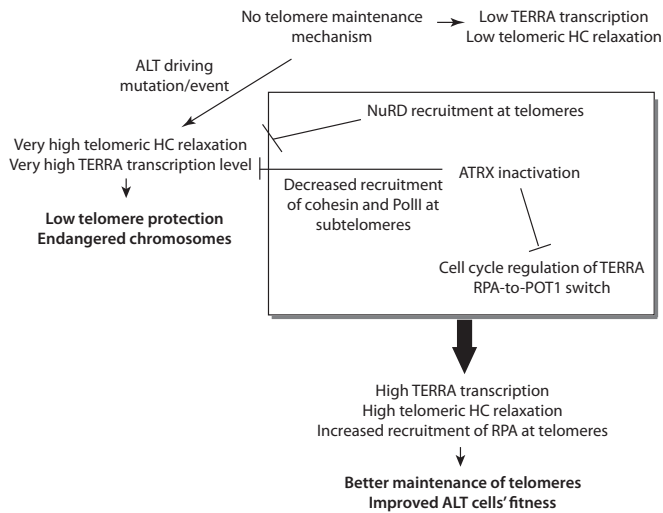 No telomere maintenance
mechanism
Low TERRA transcription
Low telomeric HC relaxation
ALT driving
mutation/event
NuRD recruitment at telomeres
Very high telomeric HC relaxation
Very high TERRA transcription level
ATRX inactivation
Decreased recruitment
of cohesin and PolII at
subtelomeres
Low telomere protection
Endangered chromosomes
Cell cycle regulation of TERRA
RPA-to-POT1 switch
High TERRA transcription
High telomeric HC relaxation
Increased recruitment of RPA at telomeres
Better maintenance of telomeres
Improved ALT cells' fitness